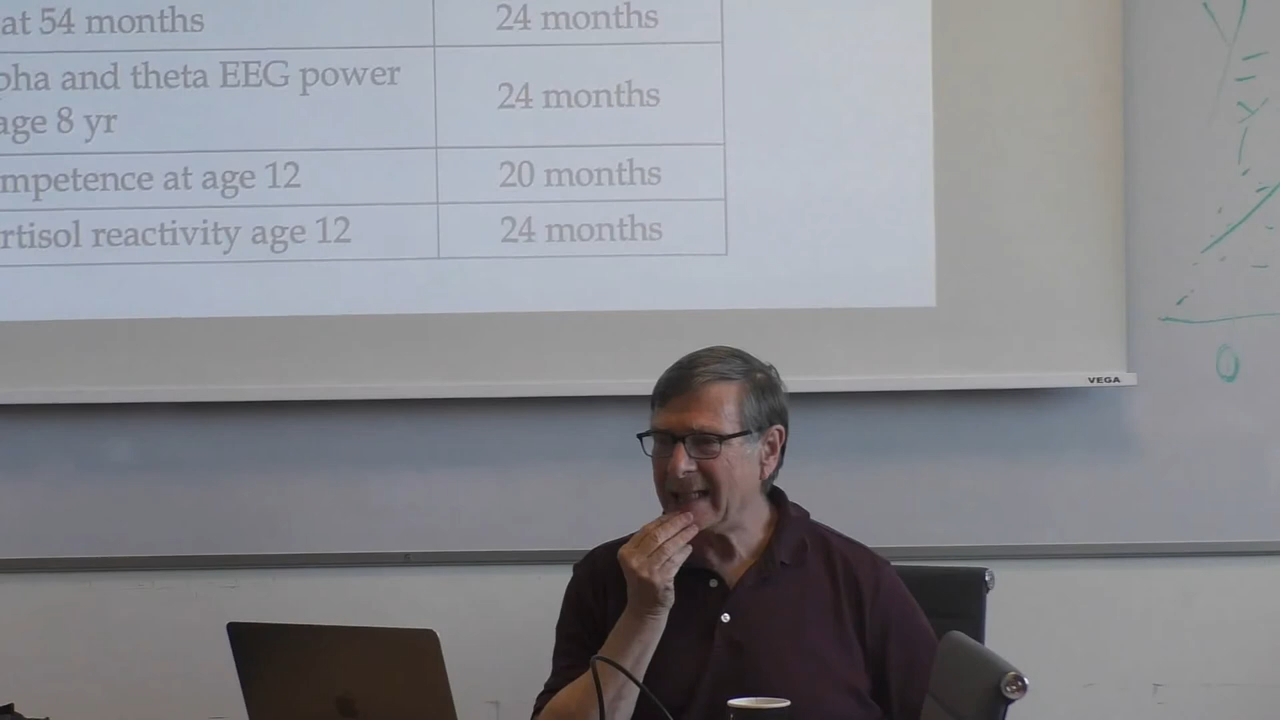 at 54 months 24 months
pha and theta EEG power 24 months
age 8 yr
mpetence at age 12 20 months
rtisol reactivity age 12 24 months
VEGA
0